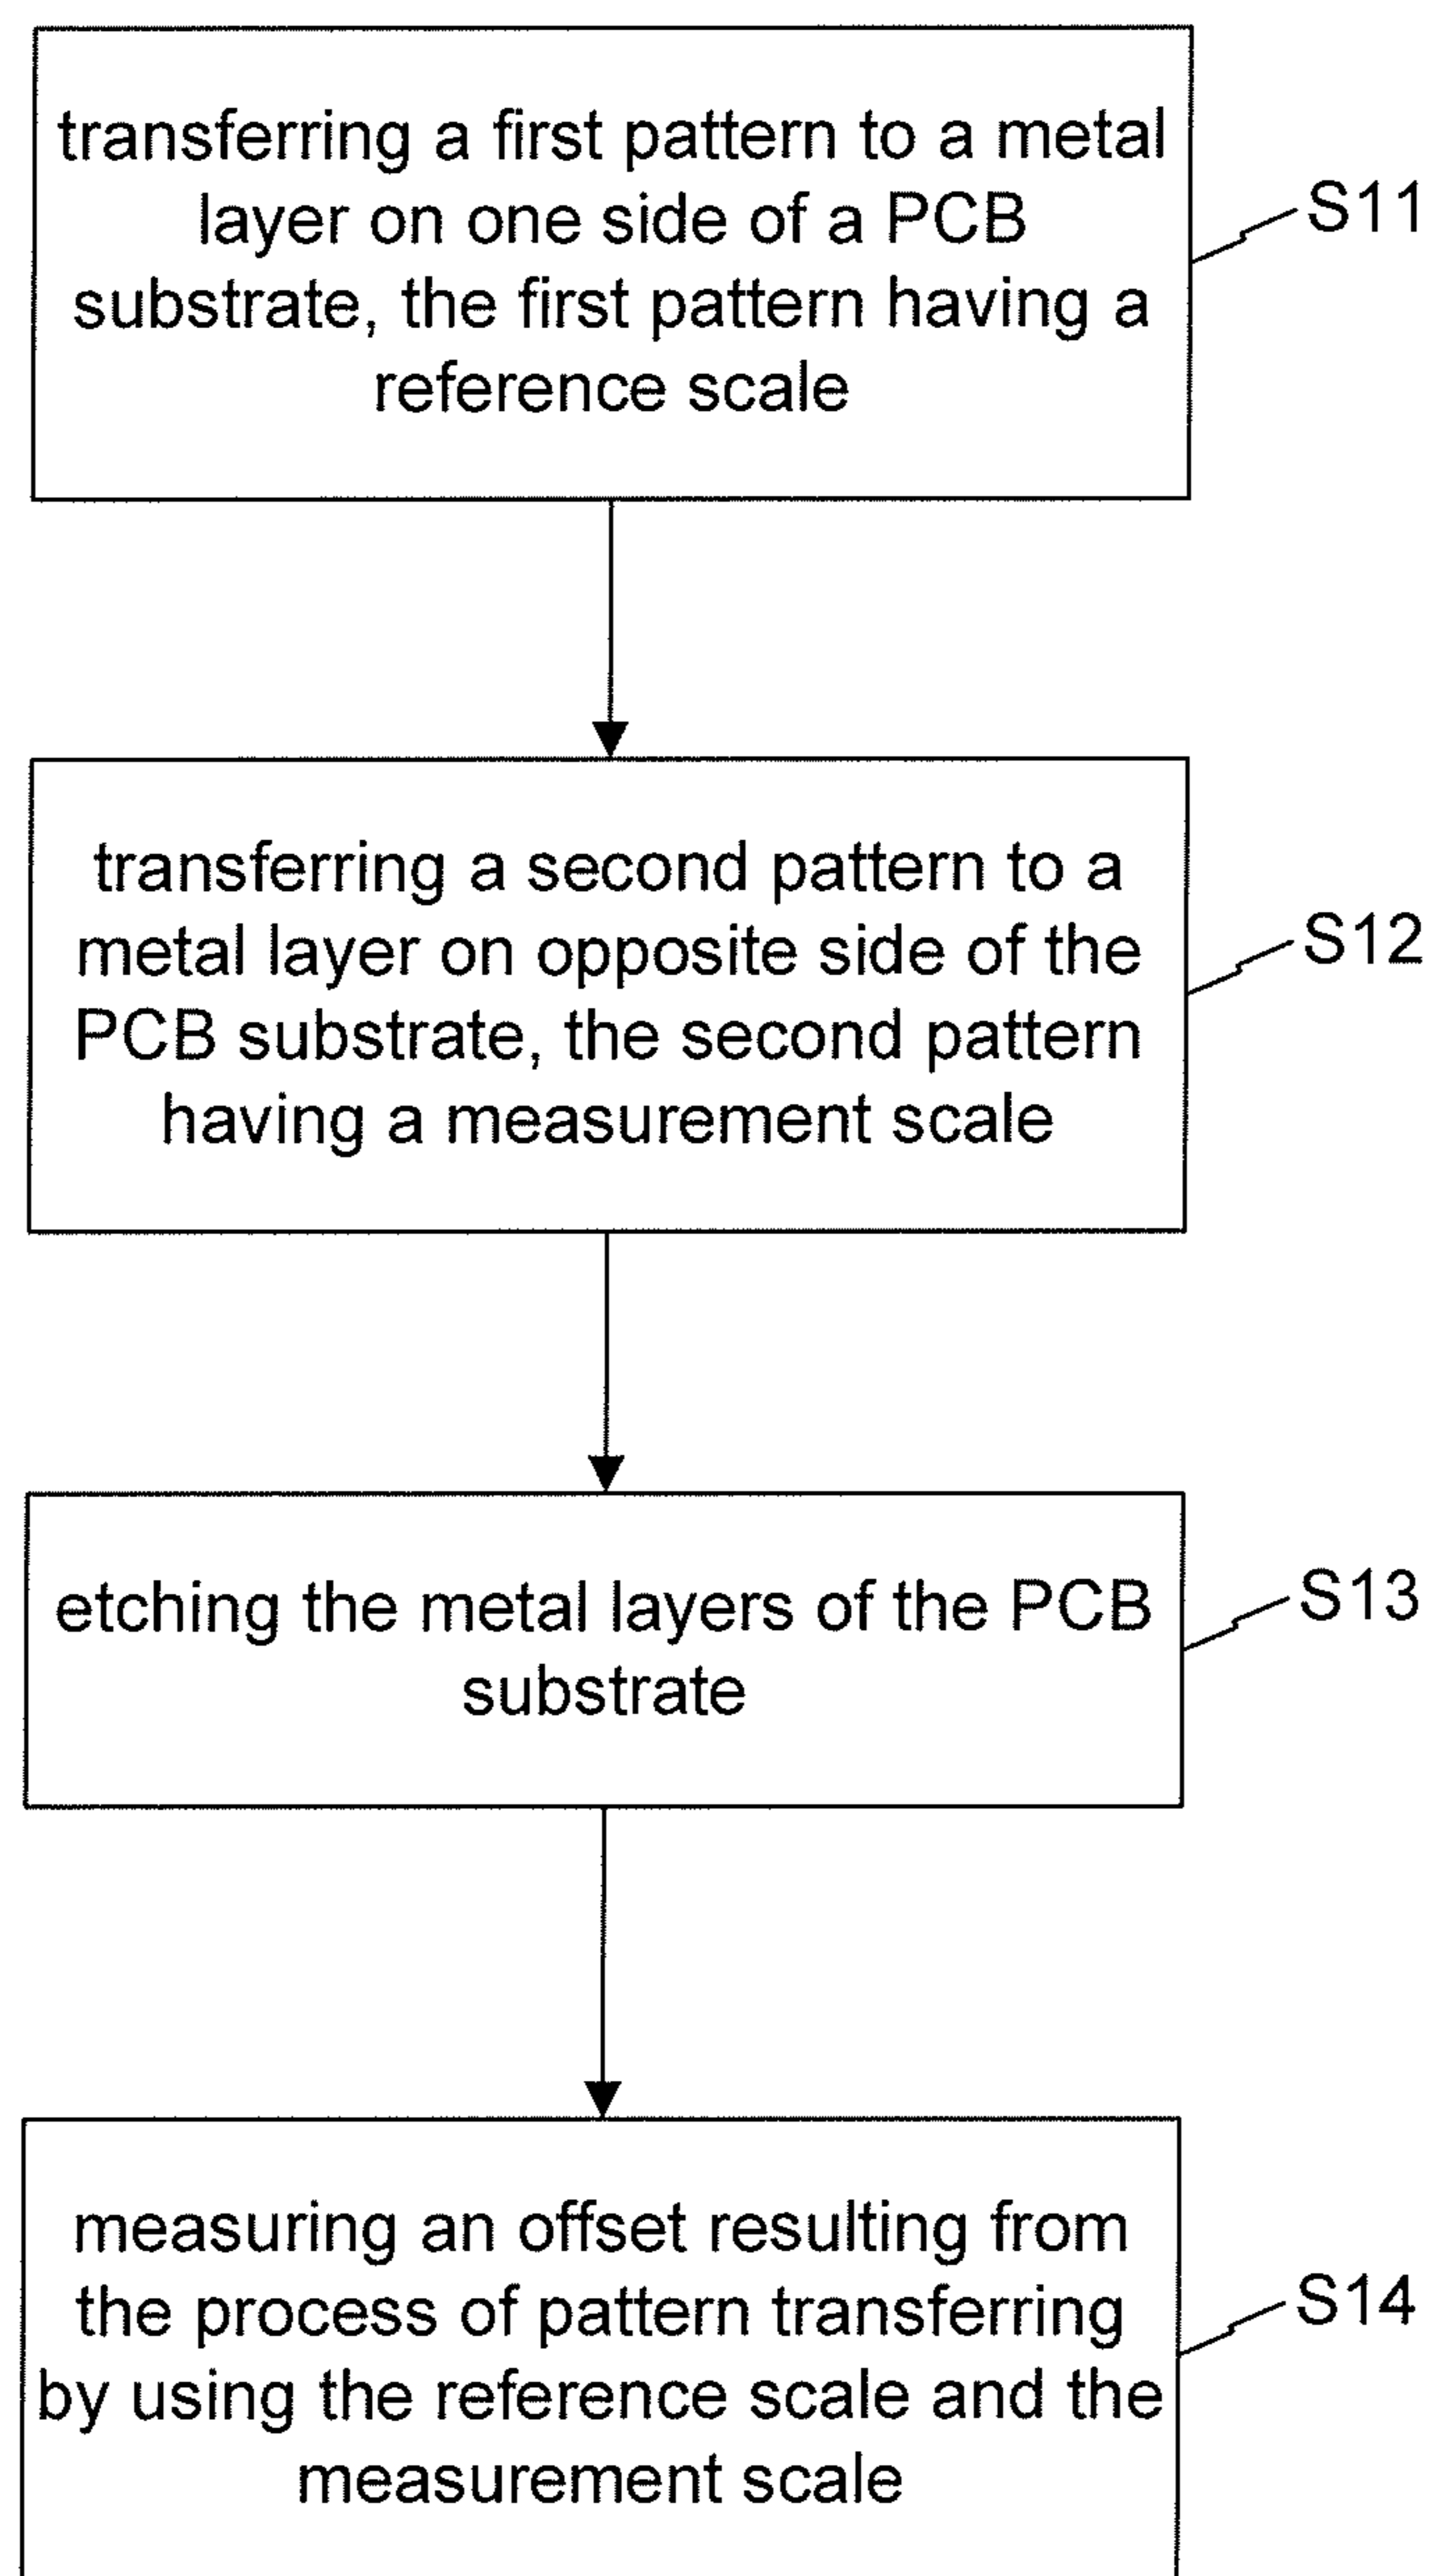 transferring a first pattern to a metal
layer on one side of a PCB
substrate, the first pattern having a
reference scale
S11
transferring a second pattern to a
metal layer on opposite side of the
PCB substrate, the second pattern
having a measurement scale
S12
etching the metal layers of the PCB
substrate
S13
measuring an offset resulting from
the process of pattern transferring
by using the reference scale and the
measurement scale
S14